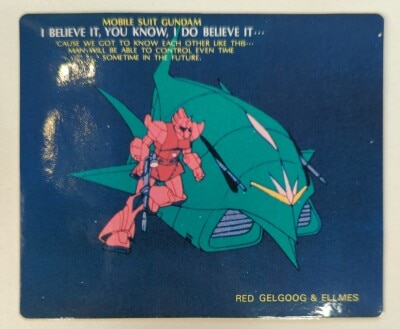 MOBILE SUIT GUNDAM
I BELIEVE IT, YOU KNOW, I DO BELIEVE IT...
'CAUSE WE GOT TO KNOW EACH OTHER LIKE THIS...
MAN WILL BE ABLE TO CONTROL EVEN TIME
SOMETIME IN THE FUTURE.
RED GELGOOG & ELLMES